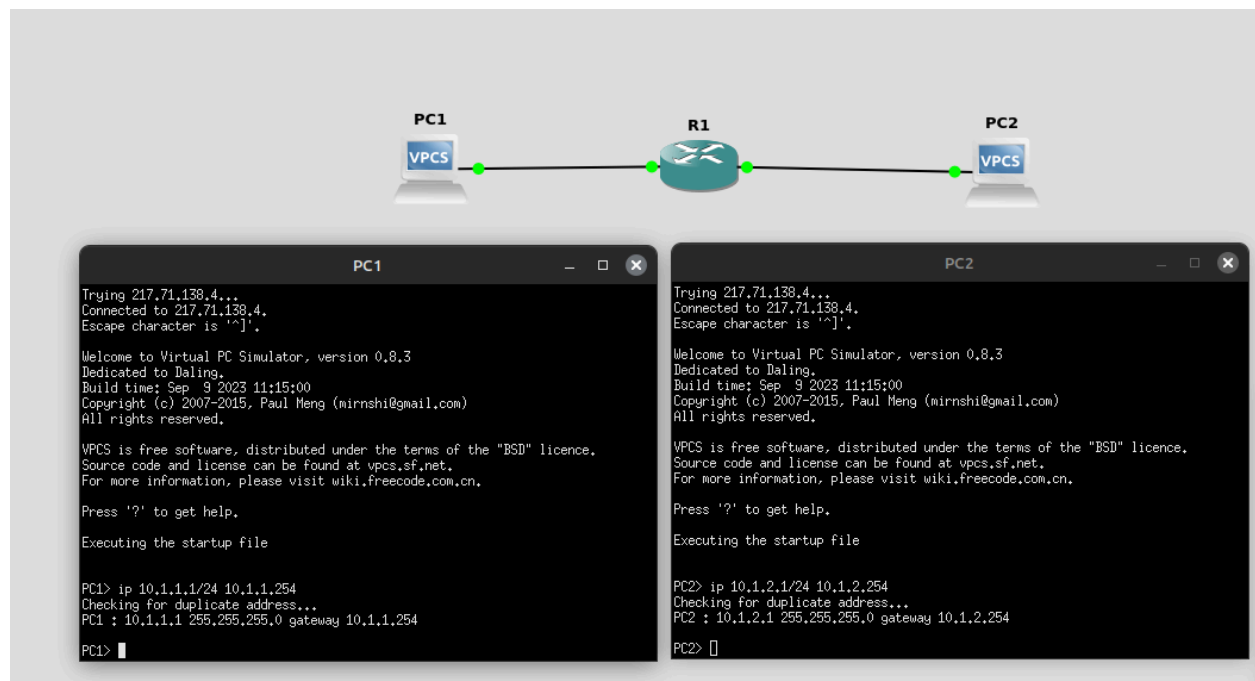 PC1
R1
PC2
VPCS
VPCS
PC1
Trying 217.71.138.4...
Connected to 217.71.138.4.
Escape character is '^]'.
Welcome to Virtual PC Simulator, version 0.8.3
Dedicated to Daling.
Build time: Sep  9 2023 11:15:00
Copyright (c) 2007-2015, Paul Meng (mirnshi@gmail.com)
All rights reserved.
VPCS is free software, distributed under the terms of the "BSD" licence.
Source code and license can be found at vpcs.sf.net.
For more information, please visit wiki.freecode.com.cn.
Press '?' to get help.
Executing the startup file
PC1> ip 10.1.1.1/24 10.1.1.254
Checking for duplicate address...
PC1 : 10.1.1.1 255.255.255.0 gateway 10.1.1.254
PC1>
PC2
Trying 217.71.138.4...
Connected to 217.71.138.4.
Escape character is '^]'.
Welcome to Virtual PC Simulator, version 0.8.3
Dedicated to Daling.
Build time: Sep  9 2023 11:15:00
Copyright (c) 2007-2015, Paul Meng (mirnshi@gmail.com)
All rights reserved.
VPCS is free software, distributed under the terms of the "BSD" licence.
Source code and license can be found at vpcs.sf.net.
For more information, please visit wiki.freecode.com.cn.
Press '?' to get help.
Executing the startup file
PC2> ip 10.1.2.1/24 10.1.2.254
Checking for duplicate address...
PC2 : 10.1.2.1 255.255.255.0 gateway 10.1.2.254
PC2>